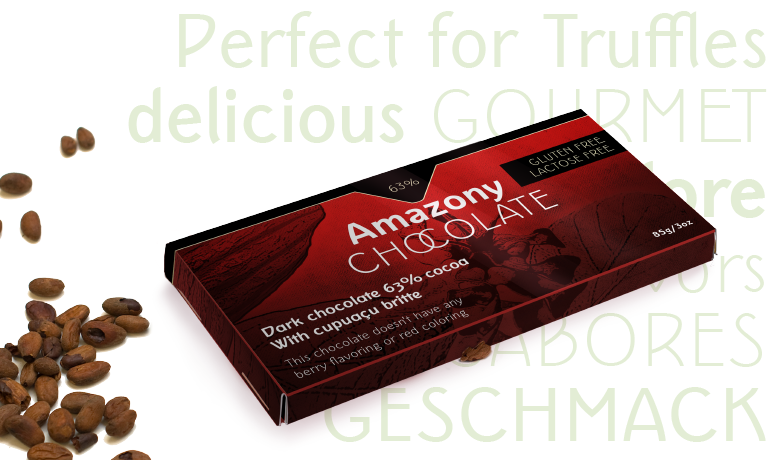 Perfect for Truffles
delicious GOURMET
63%
GLUTEN FREE
LACTOSE FREE
Amazony
CHOCOLATE
85g/3oz
Dark chocolate 63% cocoa
With cupuaçu britte
This chocolate doesn't have any
berry flavoring or red coloring
SABORES
GESCHMACK